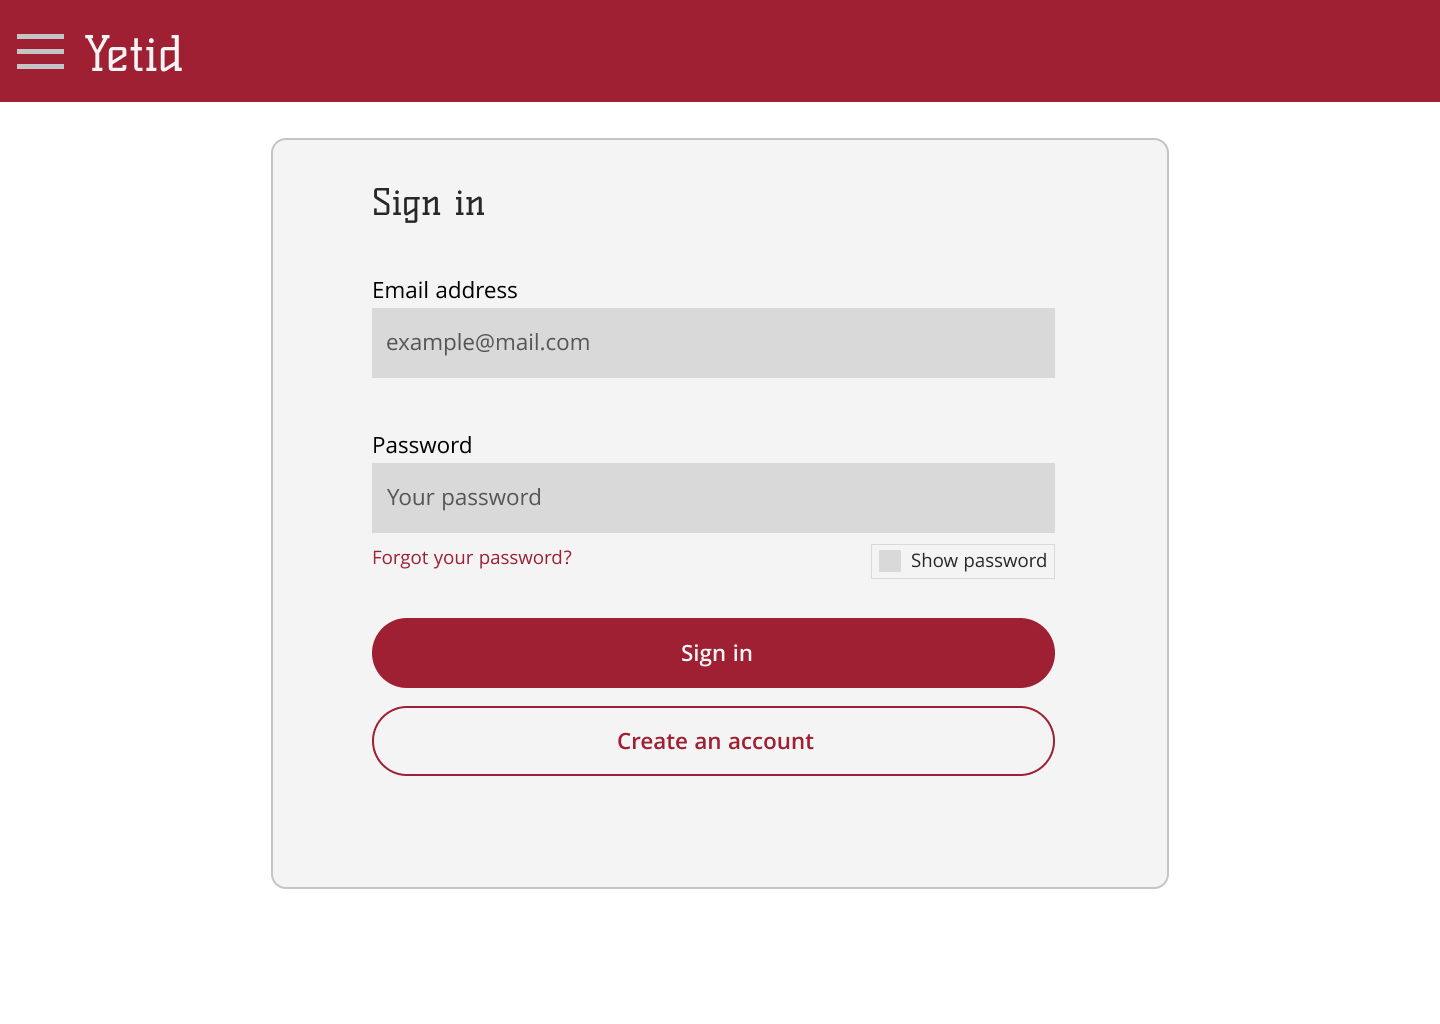 Yetid
Sign in
Email address
example@mail.com
Password
Your password
Forgot your password?
Show password
Sign in
Create an account